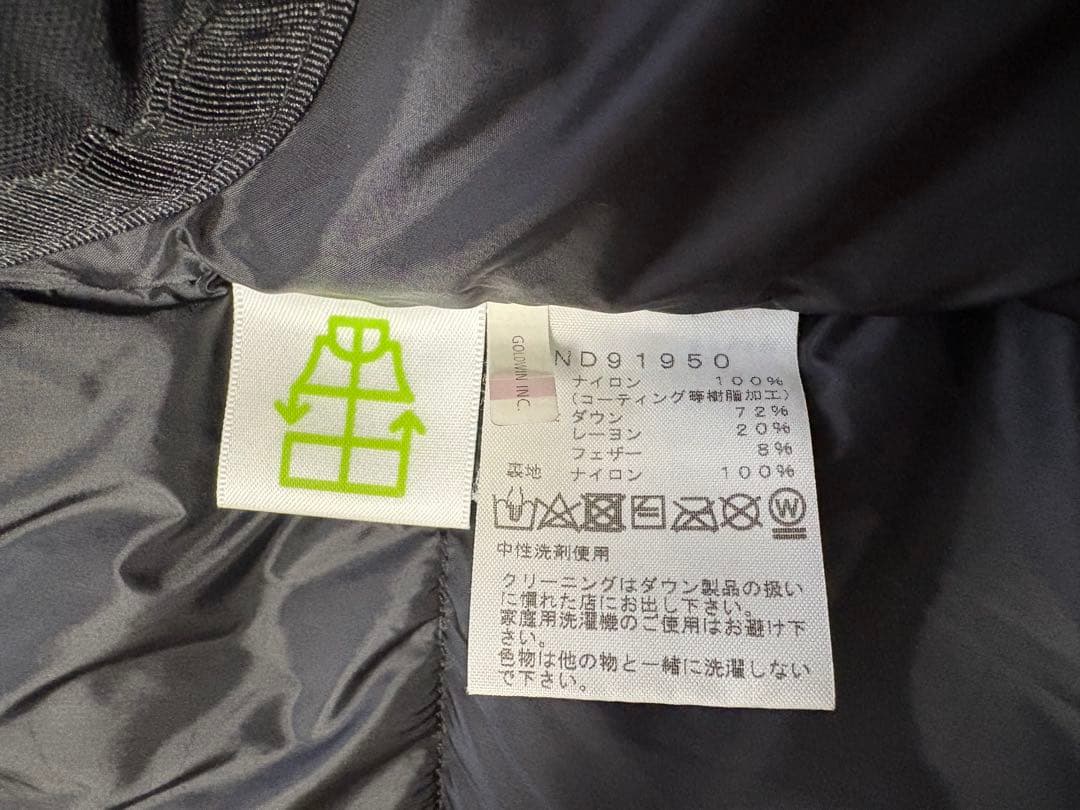 GOLDWIN INC.
ND91950
ナイロン 100%
(コーティング等樹脂加工)
ダウン 72%
レーヨン 20%
フェザー 8%
裏地 ナイロン 100%
W
中性洗剤使用
クリーニングはダウン製品の扱い
に慣れた店にお出し下さい。
家庭用洗濯機のご使用はお避け下
さい。
色物は他の物と一緒に洗濯しない
で下さい。